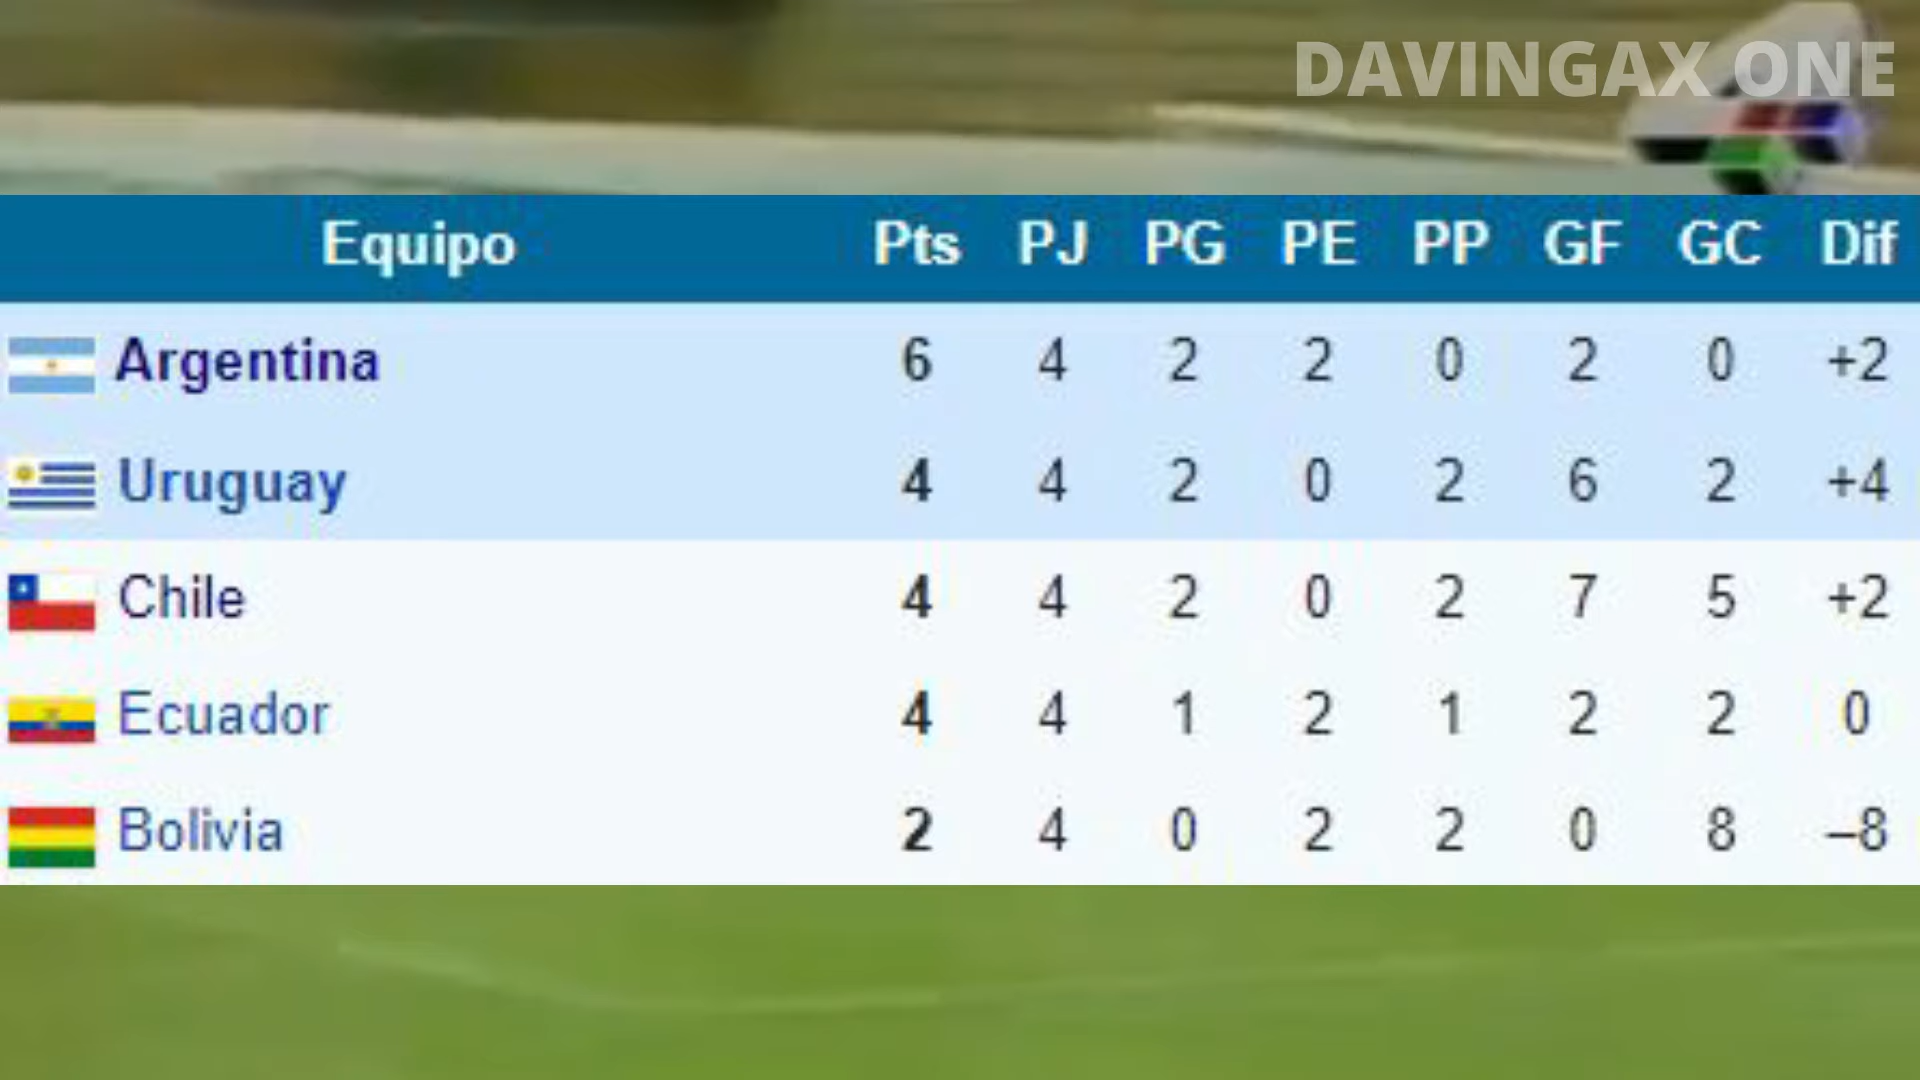 DAVINGAX ONE
Equipo Pts PJ PG PE PP GF GC Dif
Argentina 6 4 2 2 0 2 0 +2
Uruguay 4 4 2 0 2 6 2 +4
Chile 4 4 2 0 2 7 5 +2
Ecuador 4 4 1 2 1 2 2 0
Bolivia 2 4 0 2 2 0 8 –8